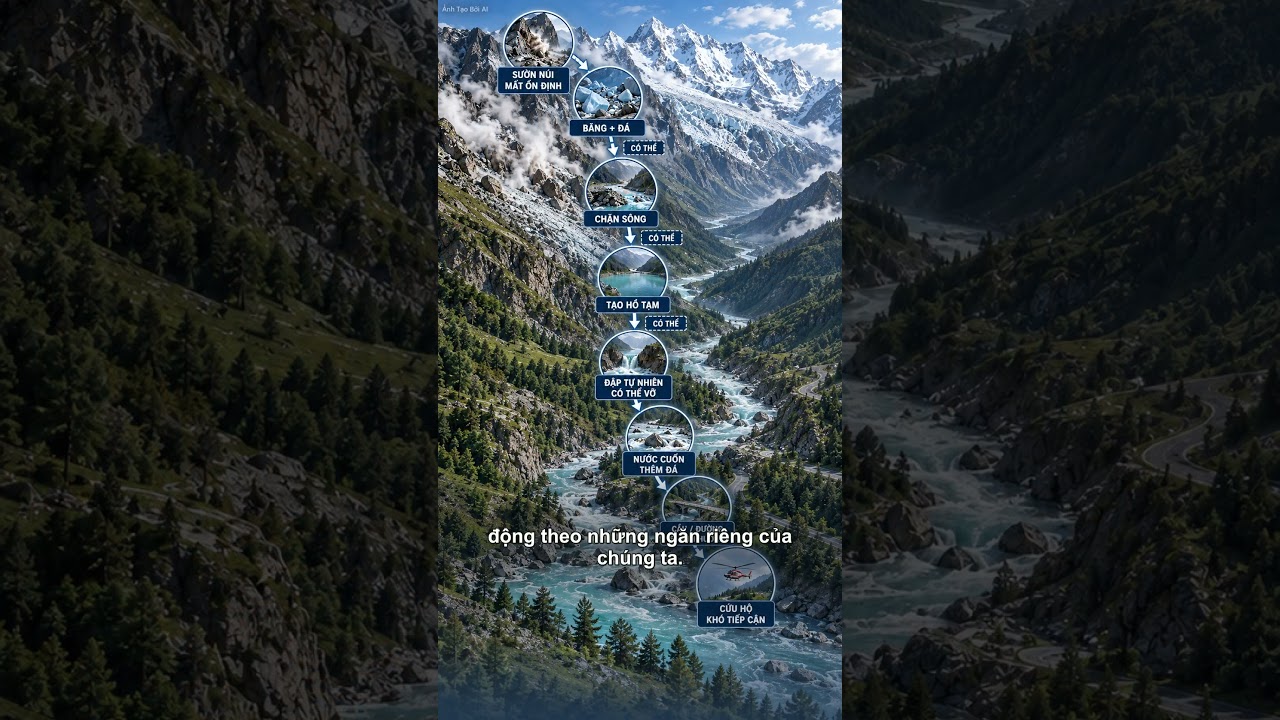 Ảnh Tạo Bởi AI
SƯỜN NÚI
MẤT ỔN ĐỊNH
BĂNG + ĐÁ
CÓ THỂ
CHẶN SÔNG
CÓ THỂ
TẠO HỒ TẠM
CÓ THỂ
ĐẬP TỰ NHIÊN
CÓ THỂ VỠ
NƯỚC CUỐN
THÊM ĐÁ
CẦU / ĐƯỜNG
động theo những ngăn riêng của
chúng ta.
CỨU HỘ
KHÓ TIẾP CẬN